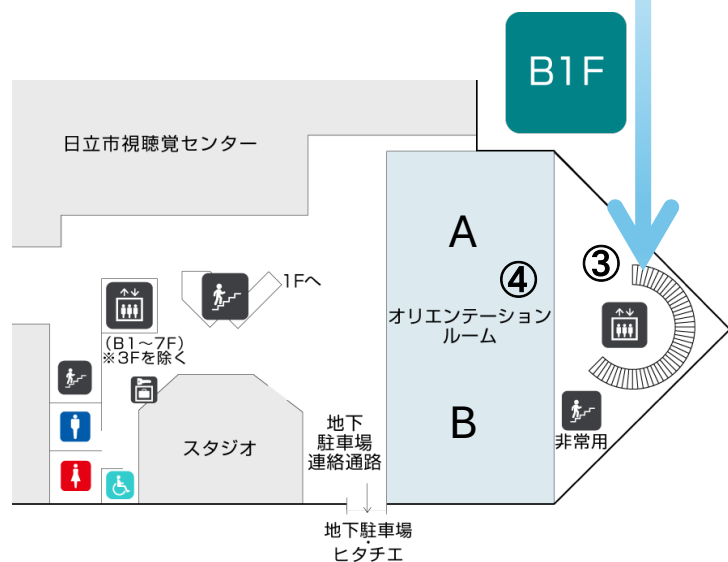 B1F
日立市視聴覚センター
A
③
④
1Fへ
オリエンテーション
ルーム
(B1～7F)
※3Fを除く
B
地下
駐車場
連絡通路
スタジオ
非常用
地下駐車場
・
ヒタチエ